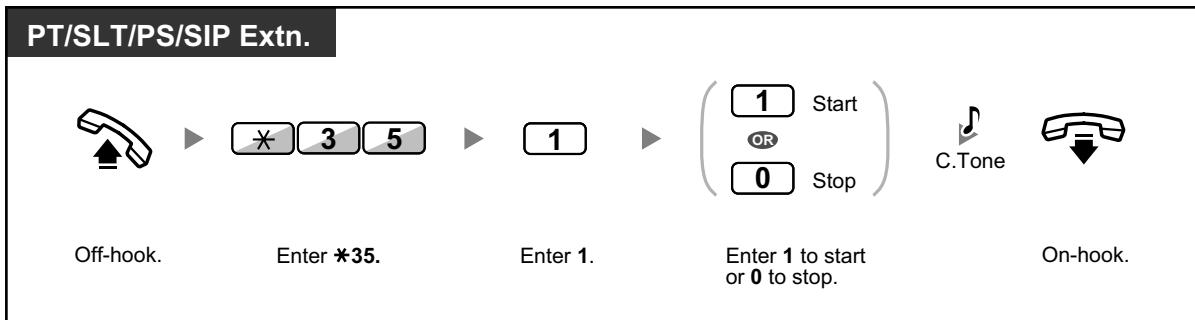 PT/SLT/PS/SIP Extn.
✳ 3 5
1
1 Start
OR
0 Stop
C.Tone
Off-hook.
Enter ✳35.
Enter 1.
Enter 1 to start
or 0 to stop.
On-hook.